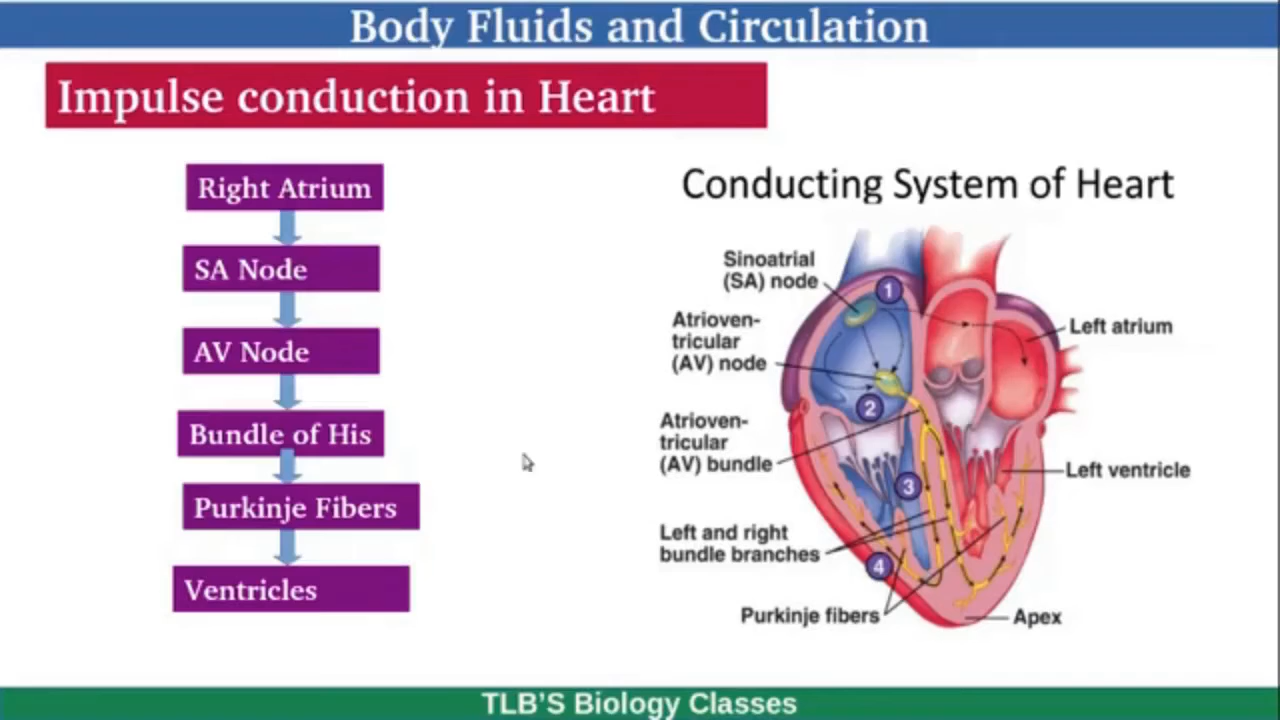 Body Fluids and Circulation
Impulse conduction in Heart
Right Atrium
SA Node
AV Node
Bundle of His
Purkinje Fibers
Ventricles
Conducting System of Heart
Sinoatrial
(SA) node
1
Atrioven-
tricular
(AV) node
2
Atrioven-
tricular
(AV) bundle
3
Left and right
bundle branches
4
Purkinje fibers
Left atrium
Left ventricle
Apex
TLB'S Biology Classes